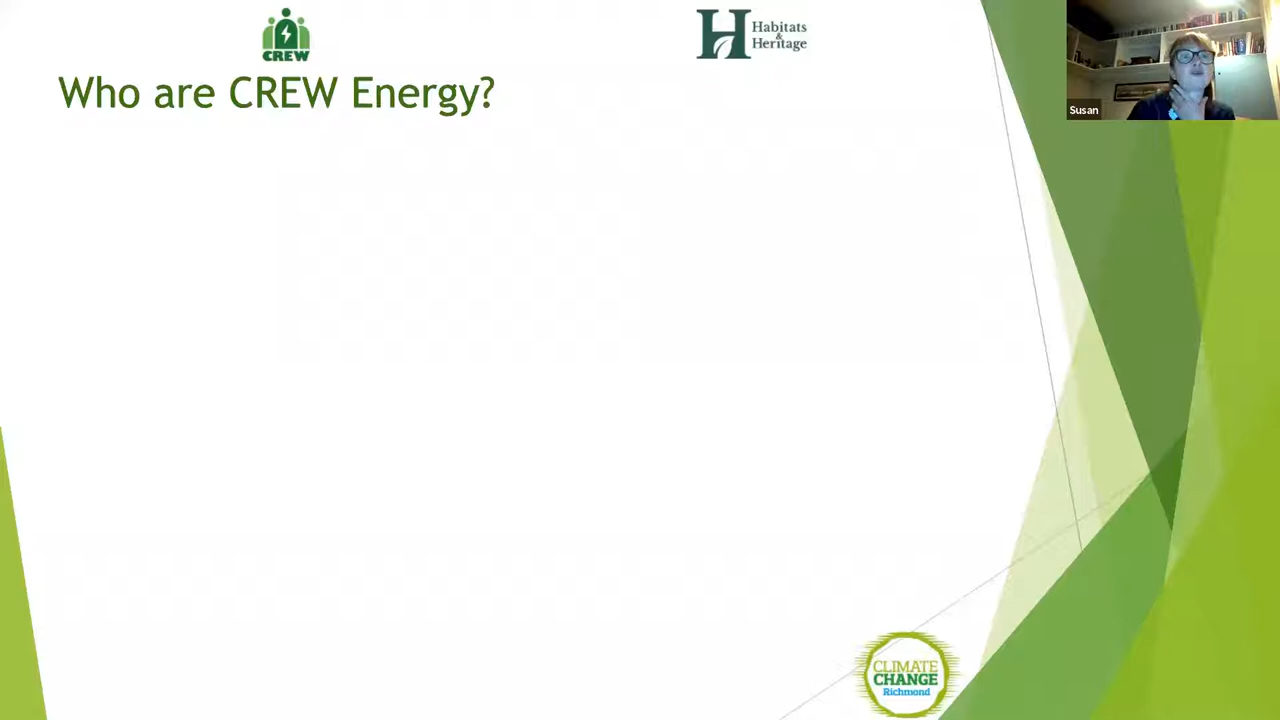 CREW
Habitats
&
Heritage
Who are CREW Energy?
Susan
CLIMATE
CHANGE
Richmond